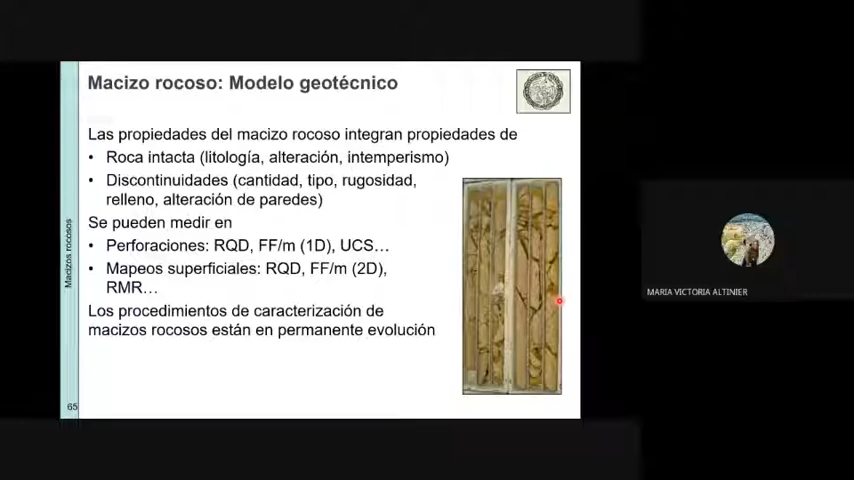 Macizo rocoso: Modelo geotécnico
Las propiedades del macizo rocoso integran propiedades de
• Roca intacta (litología, alteración, intemperismo)
• Discontinuidades (cantidad, tipo, rugosidad,
relleno, alteración de paredes)
Se pueden medir en
• Perforaciones: RQD, FF/m (1D), UCS…
• Mapeos superficiales: RQD, FF/m (2D),
RMR…
Los procedimientos de caracterización de
macizos rocosos están en permanente evolución
Macizos rocosos
65
MARIA VICTORIA ALTINIER